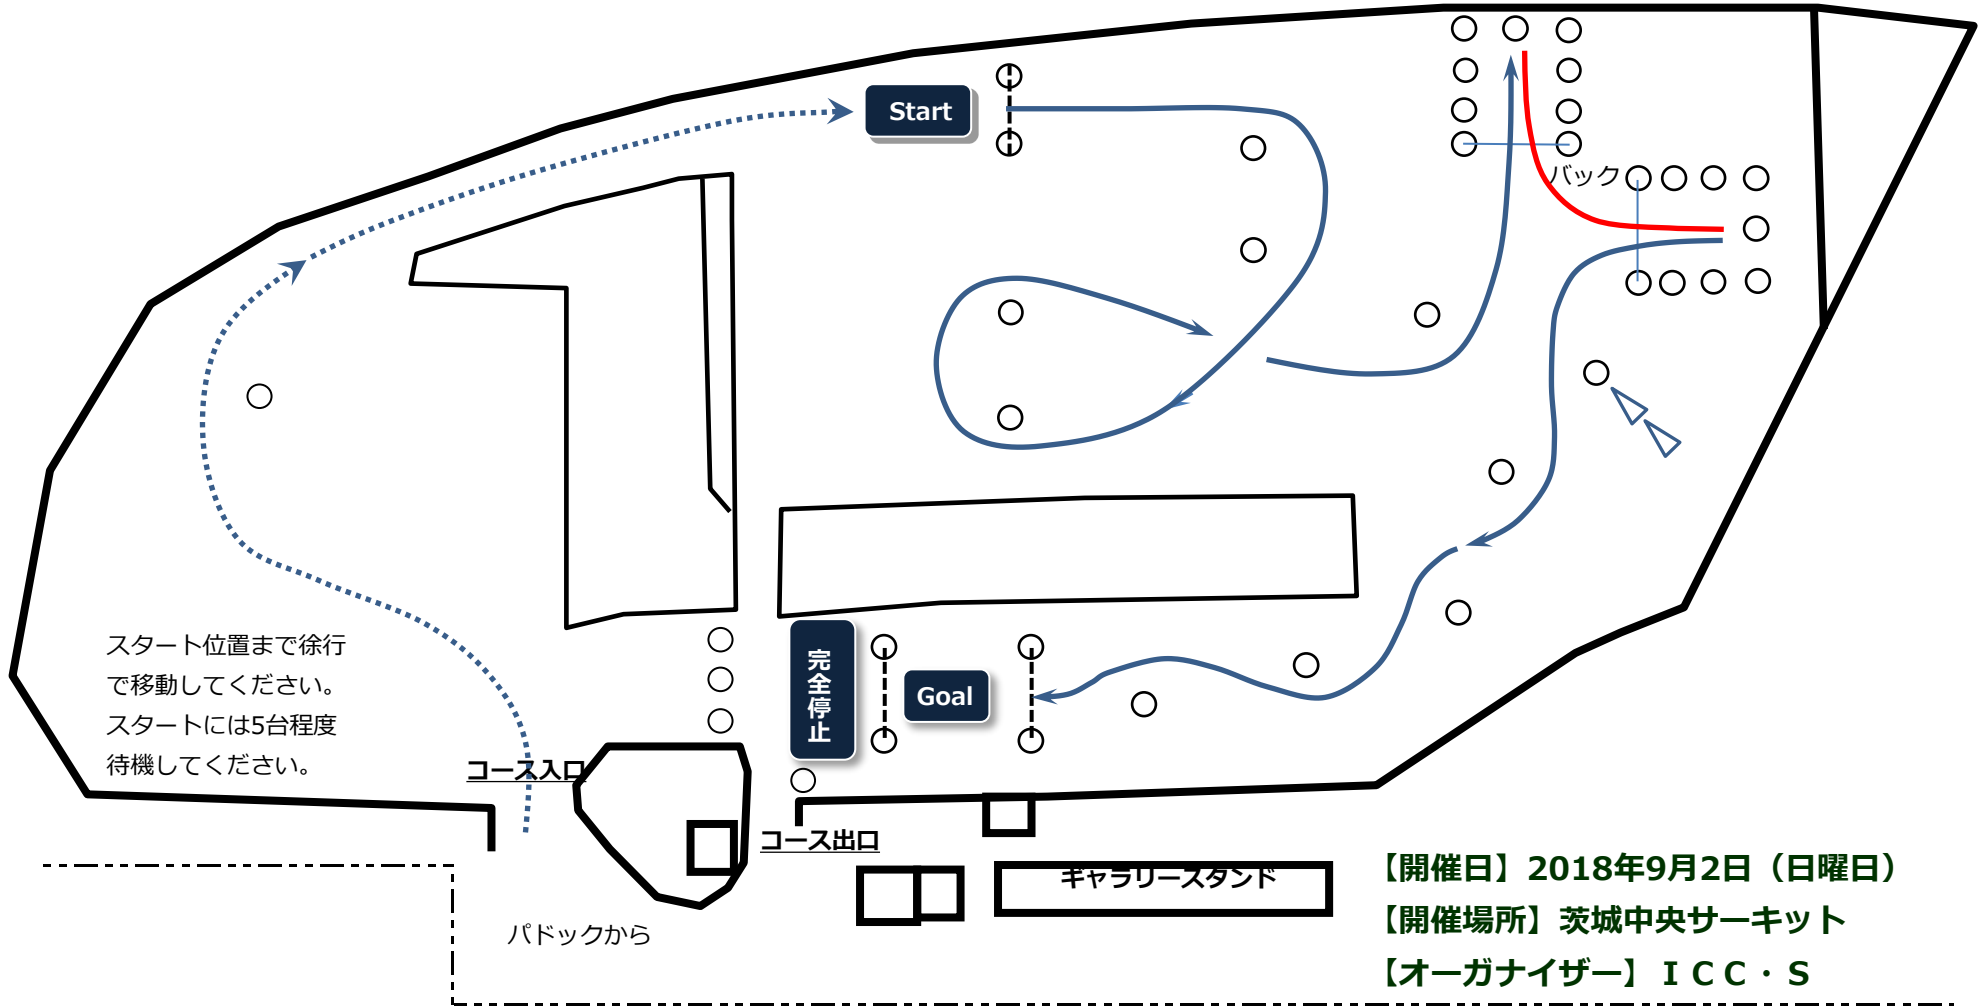 Start
バック
スタート位置まで徐行
で移動してください。
スタートには5台程度
待機してください。
完全停止
Goal
コース入口
コース出口
ギャラリースタンド
パドックから
【開催日】2018年9月2日（日曜日）
【開催場所】茨城中央サーキット
【オーガナイザー】ＩＣＣ・Ｓ